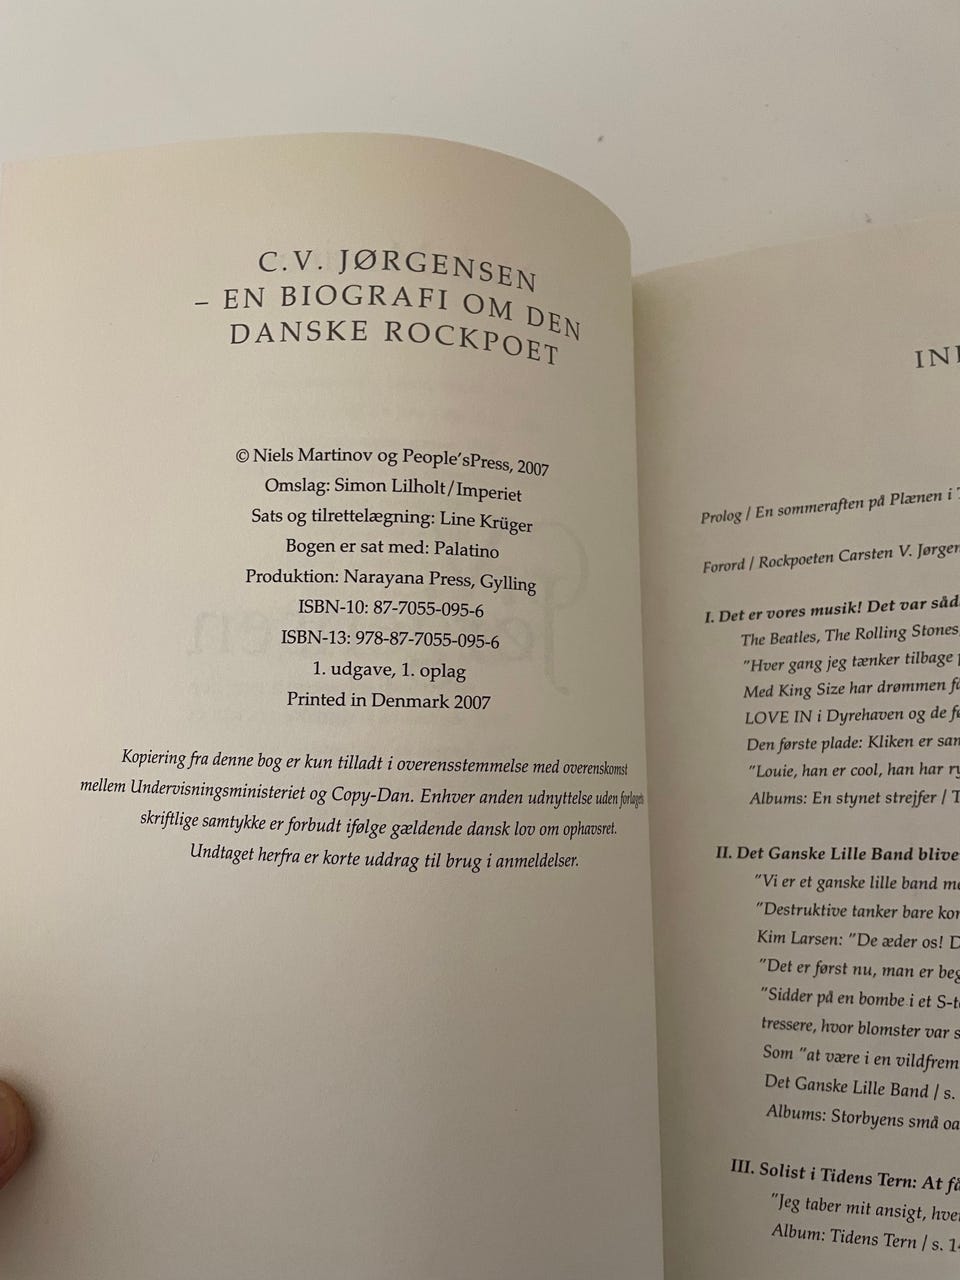 C.V. JØRGENSEN
– EN BIOGRAFI OM DEN
DANSKE ROCKPOET
© Niels Martinov og People'sPress, 2007
Omslag: Simon Lilholt/Imperiet
Sats og tilrettelægning: Line Krüger
Bogen er sat med: Palatino
Produktion: Narayana Press, Gylling
ISBN-10: 87-7055-095-6
ISBN-13: 978-87-7055-095-6
1. udgave, 1. oplag
Printed in Denmark 2007
Kopiering fra denne bog er kun tilladt i overensstemmelse med overenskomst
mellem Undervisningsministeriet og Copy-Dan. Enhver anden udnyttelse uden forlagets
skriftlige samtykke er forbudt ifølge gældende dansk lov om ophavsret.
Undtaget herfra er korte uddrag til brug i anmeldelser.
Prolog / En sommeraften på Plænen i
Forord / Rockpoeten Carsten V.
I. Det er vores musik! Det var
The Beatles, The Rolling Stones,
"Hver gang jeg tænker tilbage
Med King Size har drømmen
LOVE IN i Dyrehaven og de
Den første plade: Kliken er
"Louie, han er cool, han har
Albums: En stynet strejfer /
II. Det Ganske Lille Band
"Vi er et ganske lille band
"Destruktive tanker bare
Kim Larsen: "De æder os!
"Det er først nu, man er
"Sidder på en bombe i et
tressere, hvor blomster var
Som "at være i en
Det Ganske Lille Band / s.
Albums: Storbyens små
III. Solist i Tidens Tern: At
"Jeg taber mit ansigt,
Album: Tidens Tern / s.